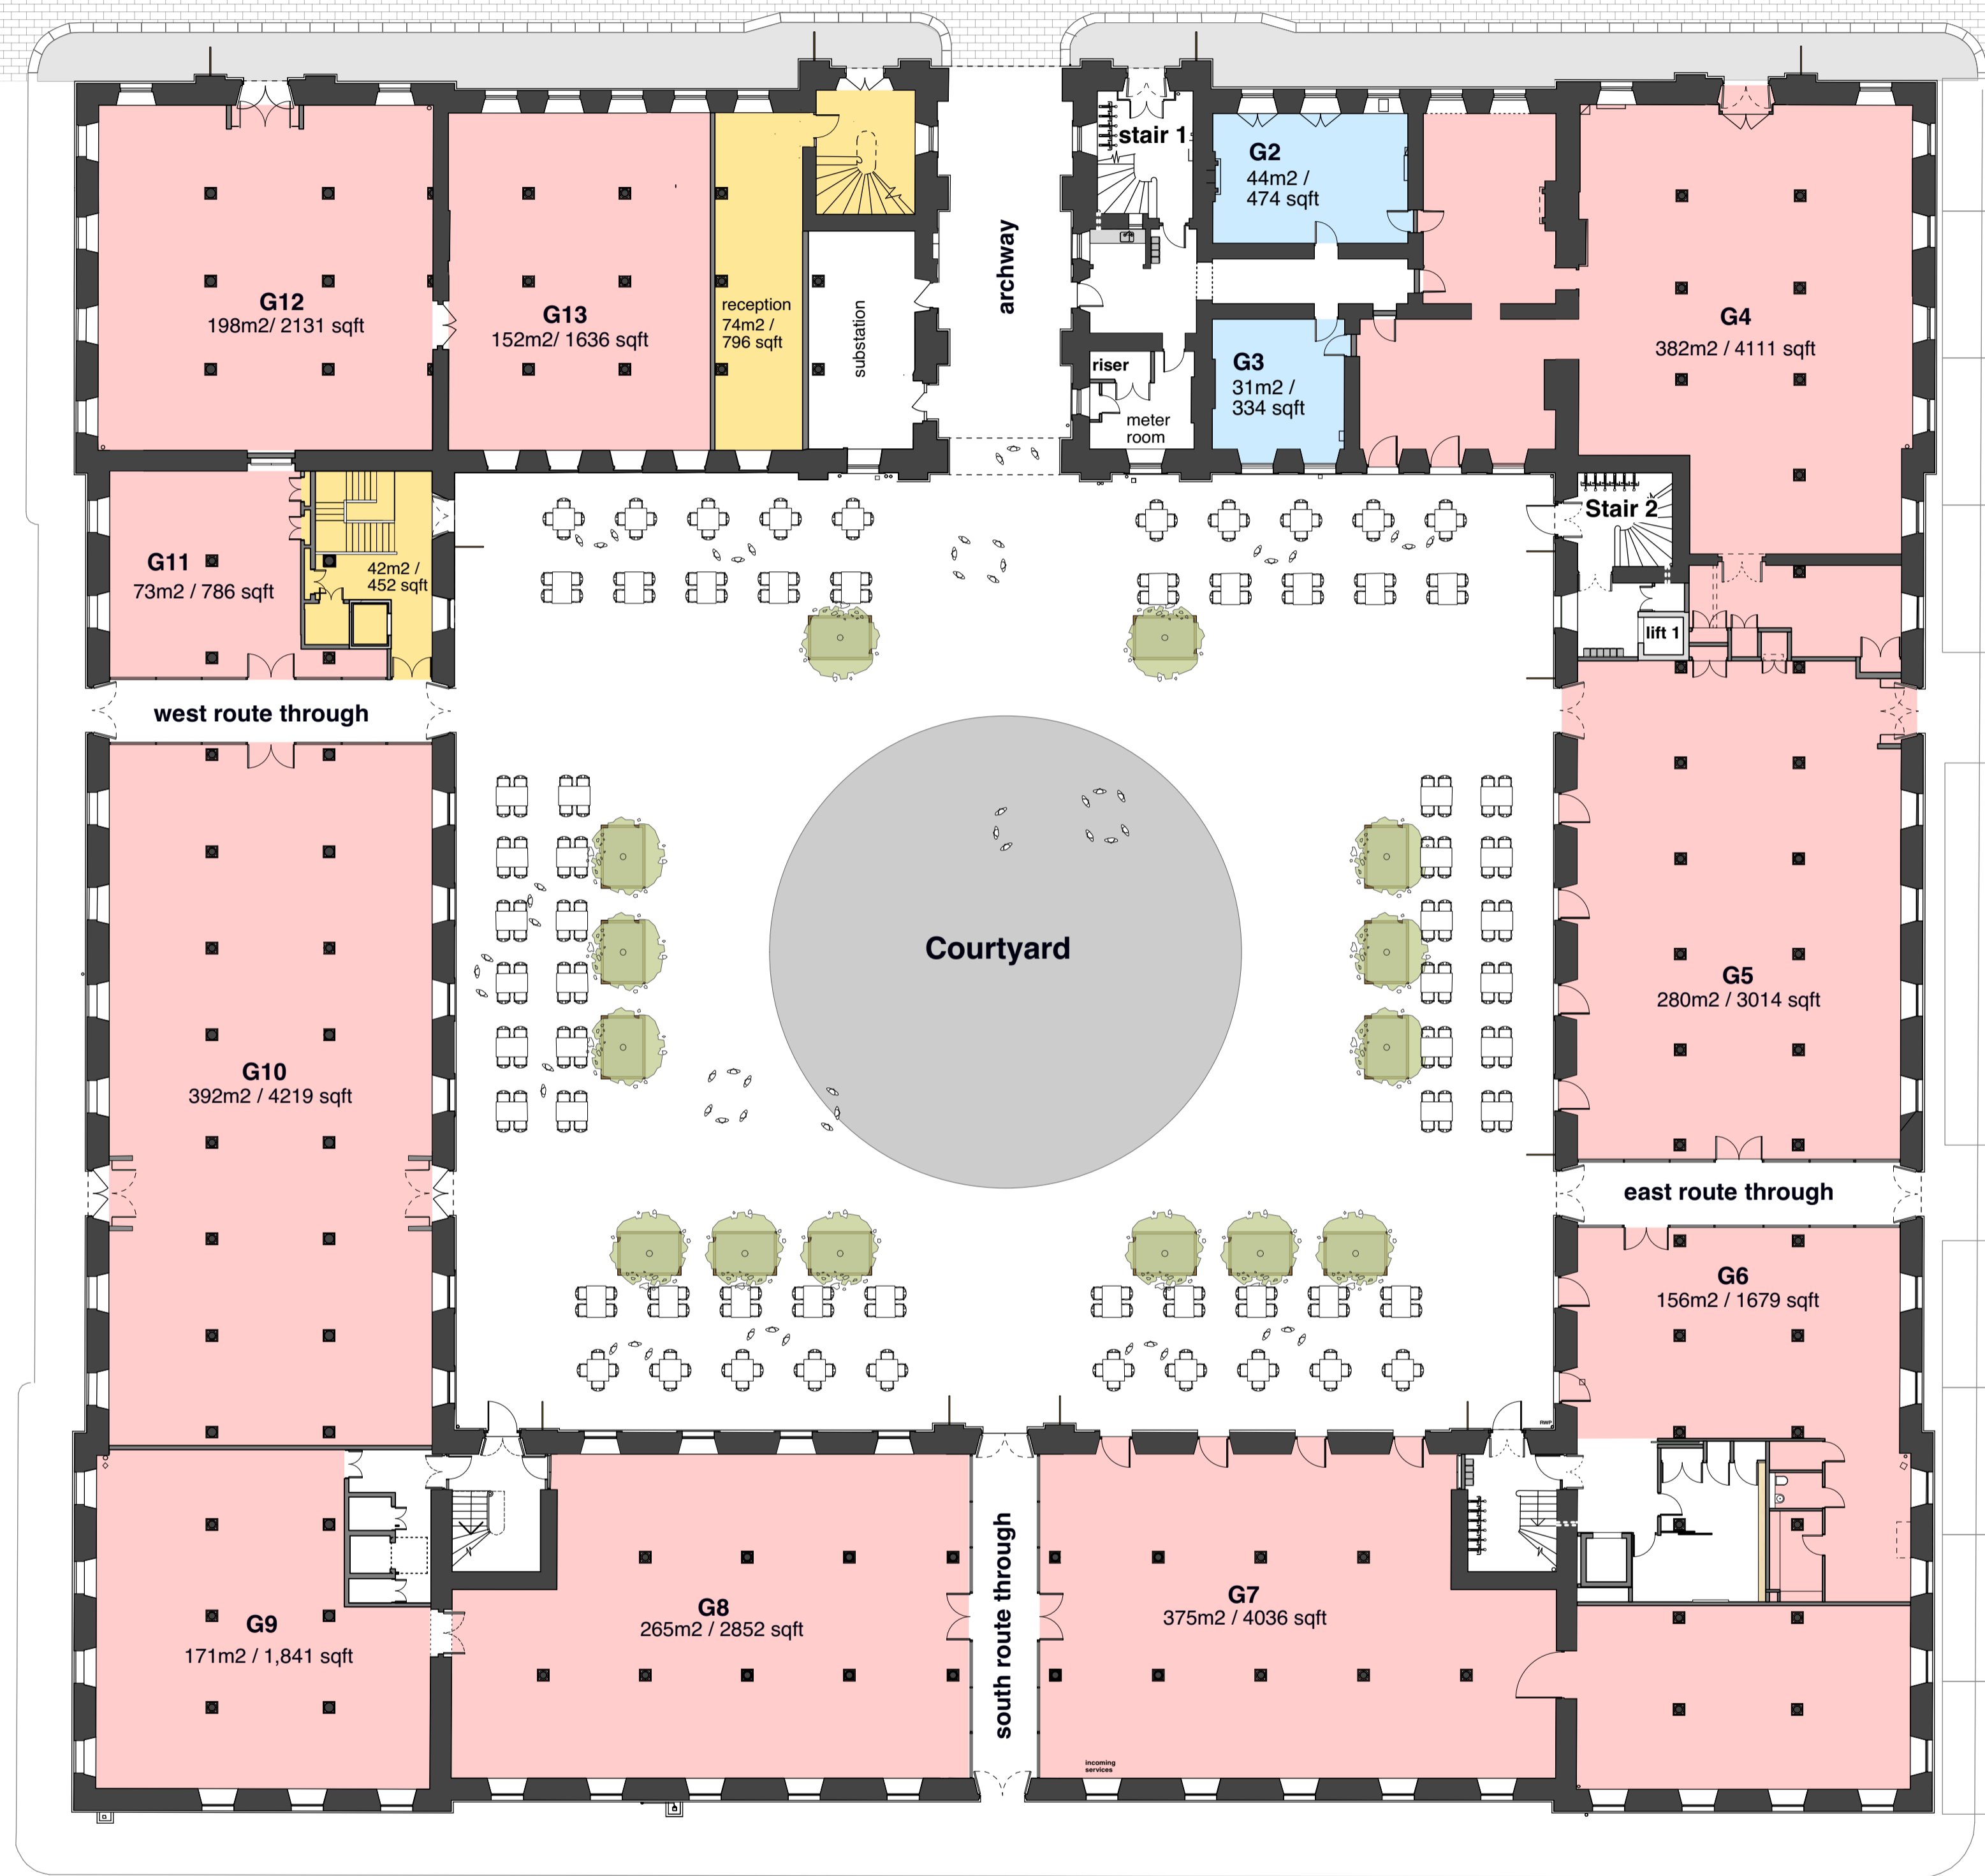 stair 1
G2
44m2 /
474 sqft
archway
G12
198m2/ 2131 sqft
G13
152m2/ 1636 sqft
reception
74m2 /
796 sqft
substation
G4
382m2 / 4111 sqft
riser
G3
31m2 /
334 sqft
meter
room
Stair 2
G11
73m2 / 786 sqft
42m2 /
452 sqft
lift 1
west route through
Courtyard
G5
280m2 / 3014 sqft
G10
392m2 / 4219 sqft
east route through
G6
156m2 / 1679 sqft
RWP
G9
171m2 / 1,841 sqft
G8
265m2 / 2852 sqft
south route through
G7
375m2 / 4036 sqft
incoming
services